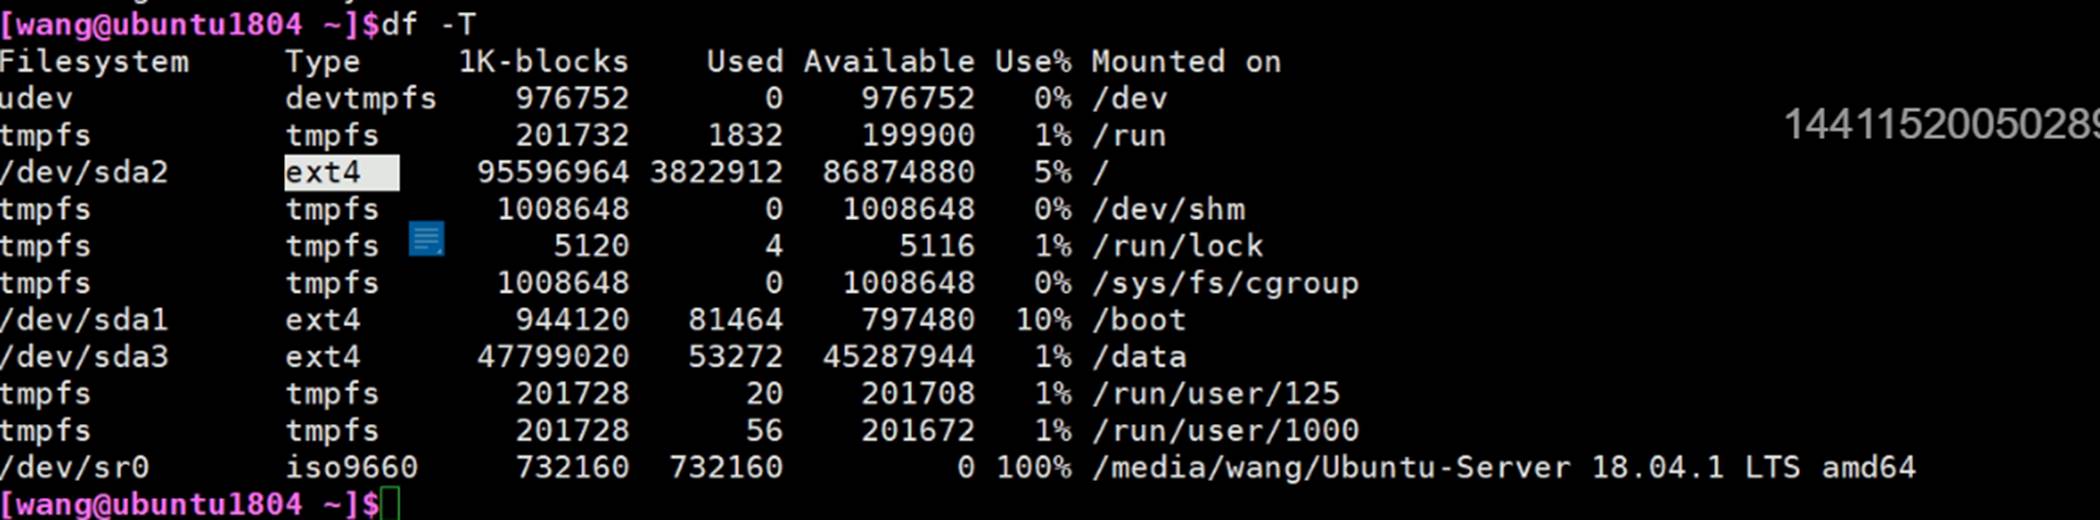 [wang@ubuntu1804 ~]$df -T
Filesystem     Type     1K-blocks    Used Available Use% Mounted on
udev           devtmpfs    976752       0    976752   0% /dev
tmpfs          tmpfs       201732    1832    199900   1% /run
/dev/sda2      ext4      95596964 3822912  86874880   5% /
tmpfs          tmpfs      1008648       0   1008648   0% /dev/shm
tmpfs          tmpfs         5120       4      5116   1% /run/lock
tmpfs          tmpfs      1008648       0   1008648   0% /sys/fs/cgroup
/dev/sda1      ext4        944120   81464    797480  10% /boot
/dev/sda3      ext4      47799020   53272  45287944   1% /data
tmpfs          tmpfs       201728      20    201708   1% /run/user/125
tmpfs          tmpfs       201728      56    201672   1% /run/user/1000
/dev/sr0       iso9660     732160  732160         0 100% /media/wang/Ubuntu-Server 18.04.1 LTS amd64
[wang@ubuntu1804 ~]$